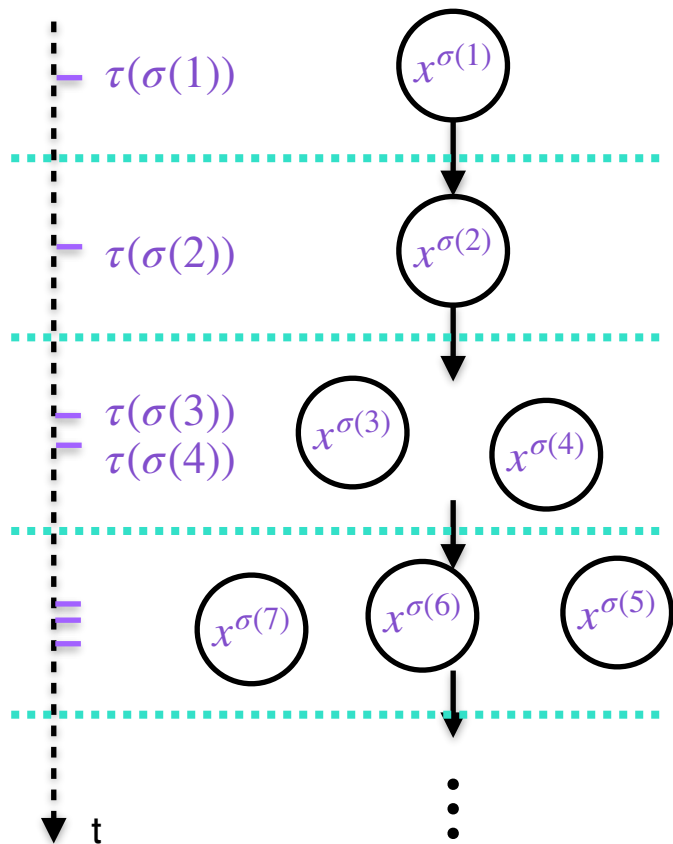 τ(σ(1))
x^{σ(1)}
τ(σ(2))
x^{σ(2)}
τ(σ(3))
τ(σ(4))
x^{σ(3)}
x^{σ(4)}
x^{σ(7)}
x^{σ(6)}
x^{σ(5)}
t